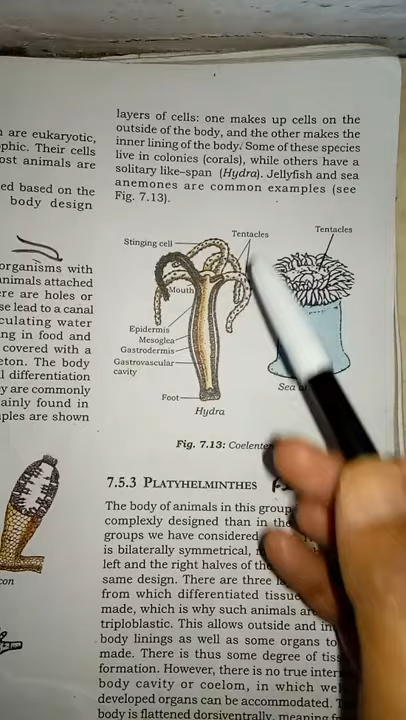 n are eukaryotic,
phic. Their cells
ost animals are
ed based on the
body design
organisms with
animals attached
ere are holes or
se lead to a canal
culating water
ng in food and
covered with a
eton. The body
l differentiation
ey are commonly
ainly found in
ples are shown
con
layers of cells: one makes up cells on the
outside of the body, and the other makes the
inner lining of the body. Some of these species
live in colonies (corals), while others have a
solitary like–span (Hydra). Jellyfish and sea
anemones are common examples (see
Fig. 7.13).
Stinging cell
Tentacles
Tentacles
Mouth
Epidermis
Mesoglea
Gastrodermis
Gastrovascular
cavity
Foot
Sea
Hydra
Fig. 7.13: Coelente
7.5.3 PLATYHELMINTHES
The body of animals in this group
complexly designed than in the
groups we have considered
is bilaterally symmetrical,
left and the right halves of the
same design. There are three
from which differentiated tissue
made, which is why such animals are
triploblastic. This allows outside and in
body linings as well as some organs to
made. There is thus some degree of tiss
formation. However, there is no true inter
body cavity or coelom, in which wel
developed organs can be accommodated. T
body is flattened dorsiventrally, meaning f